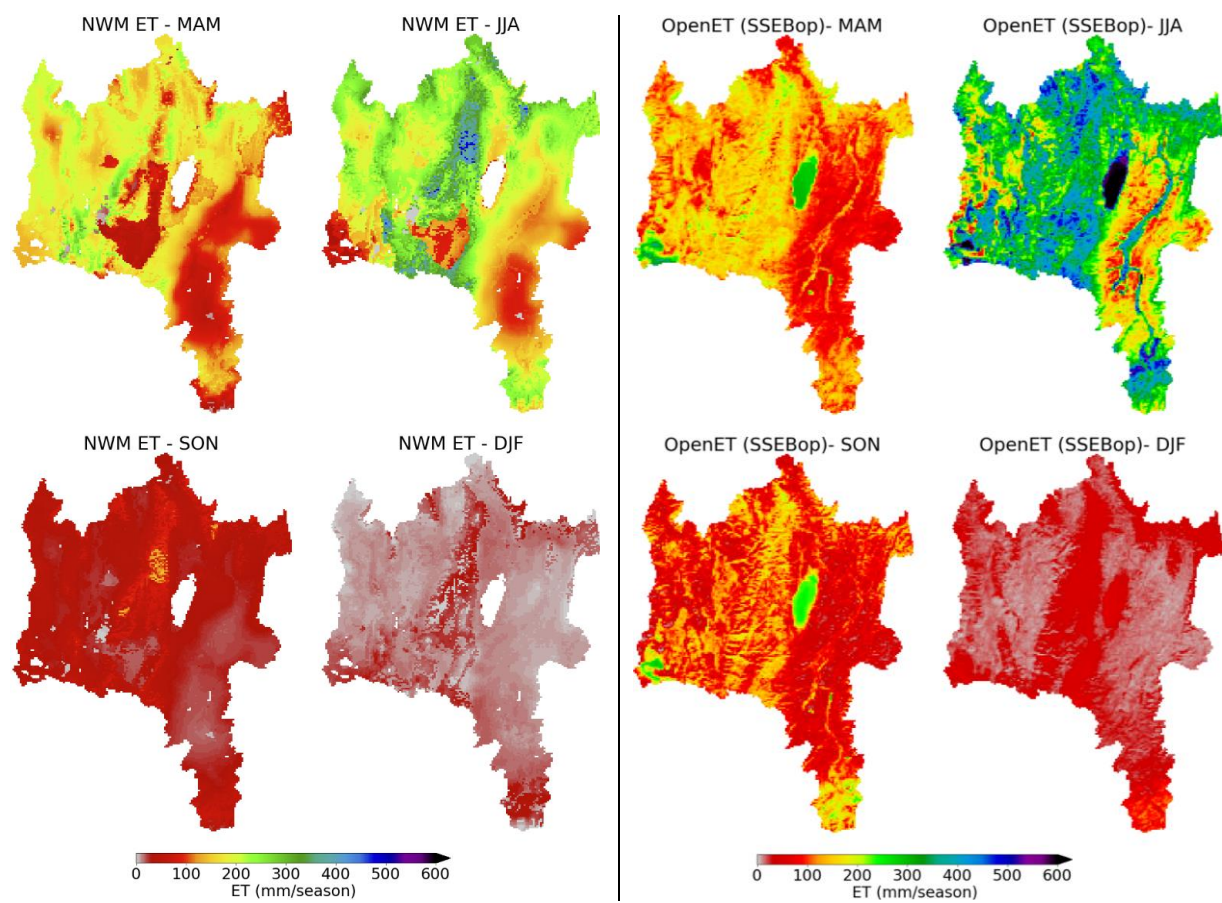 NWM ET - MAM
NWM ET - JJA
OpenET (SSEBop)- MAM
OpenET (SSEBop)- JJA
NWM ET - SON
NWM ET - DJF
OpenET (SSEBop)- SON
OpenET (SSEBop)- DJF
0 100 200 300 400 500 600
ET (mm/season)
0 100 200 300 400 500 600
ET (mm/season)